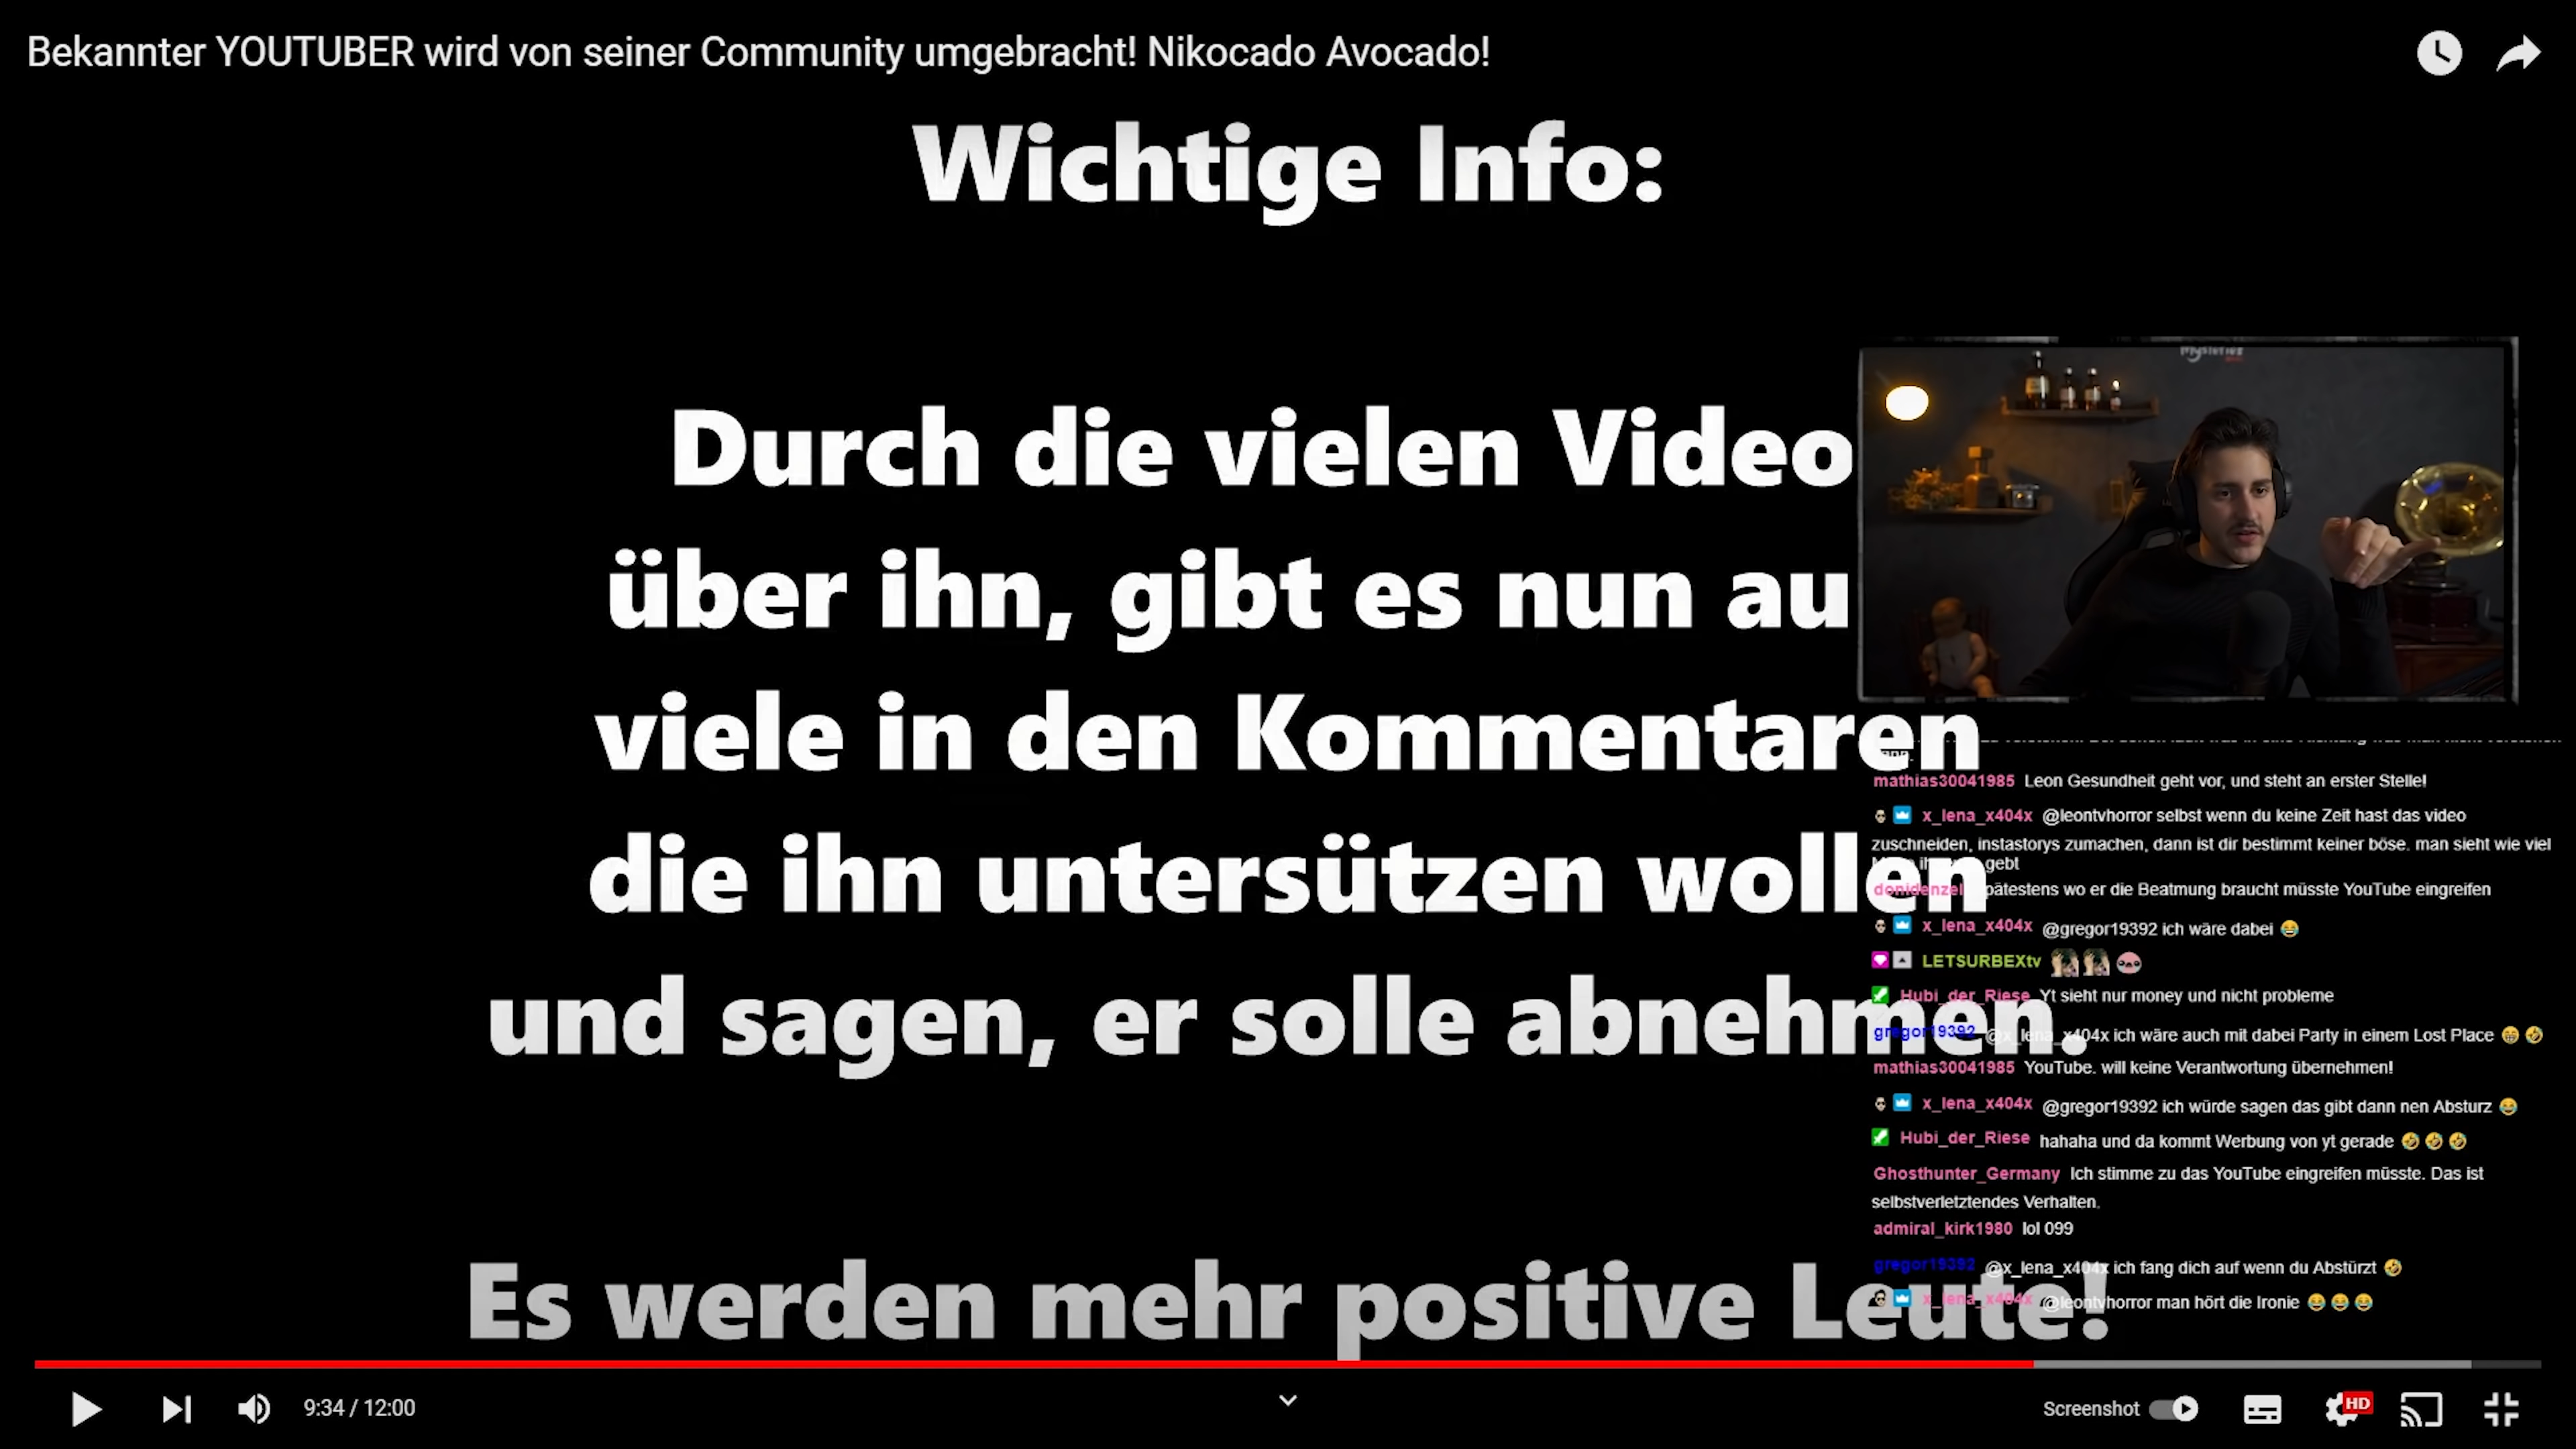 Bekannter YOUTUBER wird von seiner Community umgebracht! Nikocado Avocado!
Wichtige Info:
Durch die vielen Video
über ihn, gibt es nun au
viele in den Kommentaren
die ihn untersützen wollen
und sagen, er solle abnehmen.
Es werden mehr positive Leute!
mathias30041985 Leon Gesundheit geht vor, und steht an erster Stelle!
x_lena_x404x @leontvhorror selbst wenn du keine Zeit hast das video
zuschneiden, instastorys zumachen, dann ist dir bestimmt keiner böse. man sieht wie viel
gebt
donidenzel pätestens wo er die Beatmung braucht müsste YouTube eingreifen
x_lena_x404x @gregor19392 ich wäre dabei 😂
LETSURBEXtv
Hubi_der_Riese Yt sieht nur money und nicht probleme
gregor19392 @x_lena_x404x ich wäre auch mit dabei Party in einem Lost Place 😁🤣
mathias30041985 YouTube. will keine Verantwortung übernehmen!
x_lena_x404x @gregor19392 ich würde sagen das gibt dann nen Absturz 😂
Hubi_der_Riese hahaha und da kommt Werbung von yt gerade 🤣🤣🤣
Ghosthunter_Germany Ich stimme zu das YouTube eingreifen müsste. Das ist
selbstverletztendes Verhalten.
admiral_kirk1980 lol 099
gregor19392 @x_lena_x404x ich fang dich auf wenn du Abstürzt 🤣
x_lena_x404x @leontvhorror man hört die Ironie 😂😂😂
9:34 / 12:00
Screenshot
HD